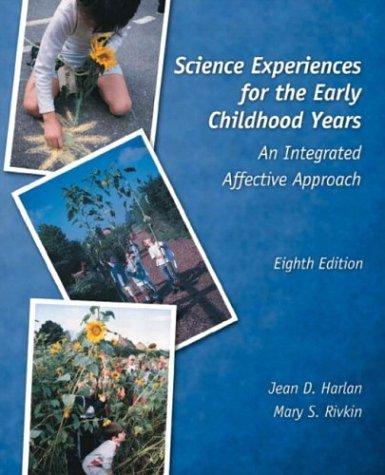 Science Experiences
for the Early
Childhood Years
An Integrated
Affective Approach
Eighth Edition
Jean D. Harlan
Mary S. Rivkin